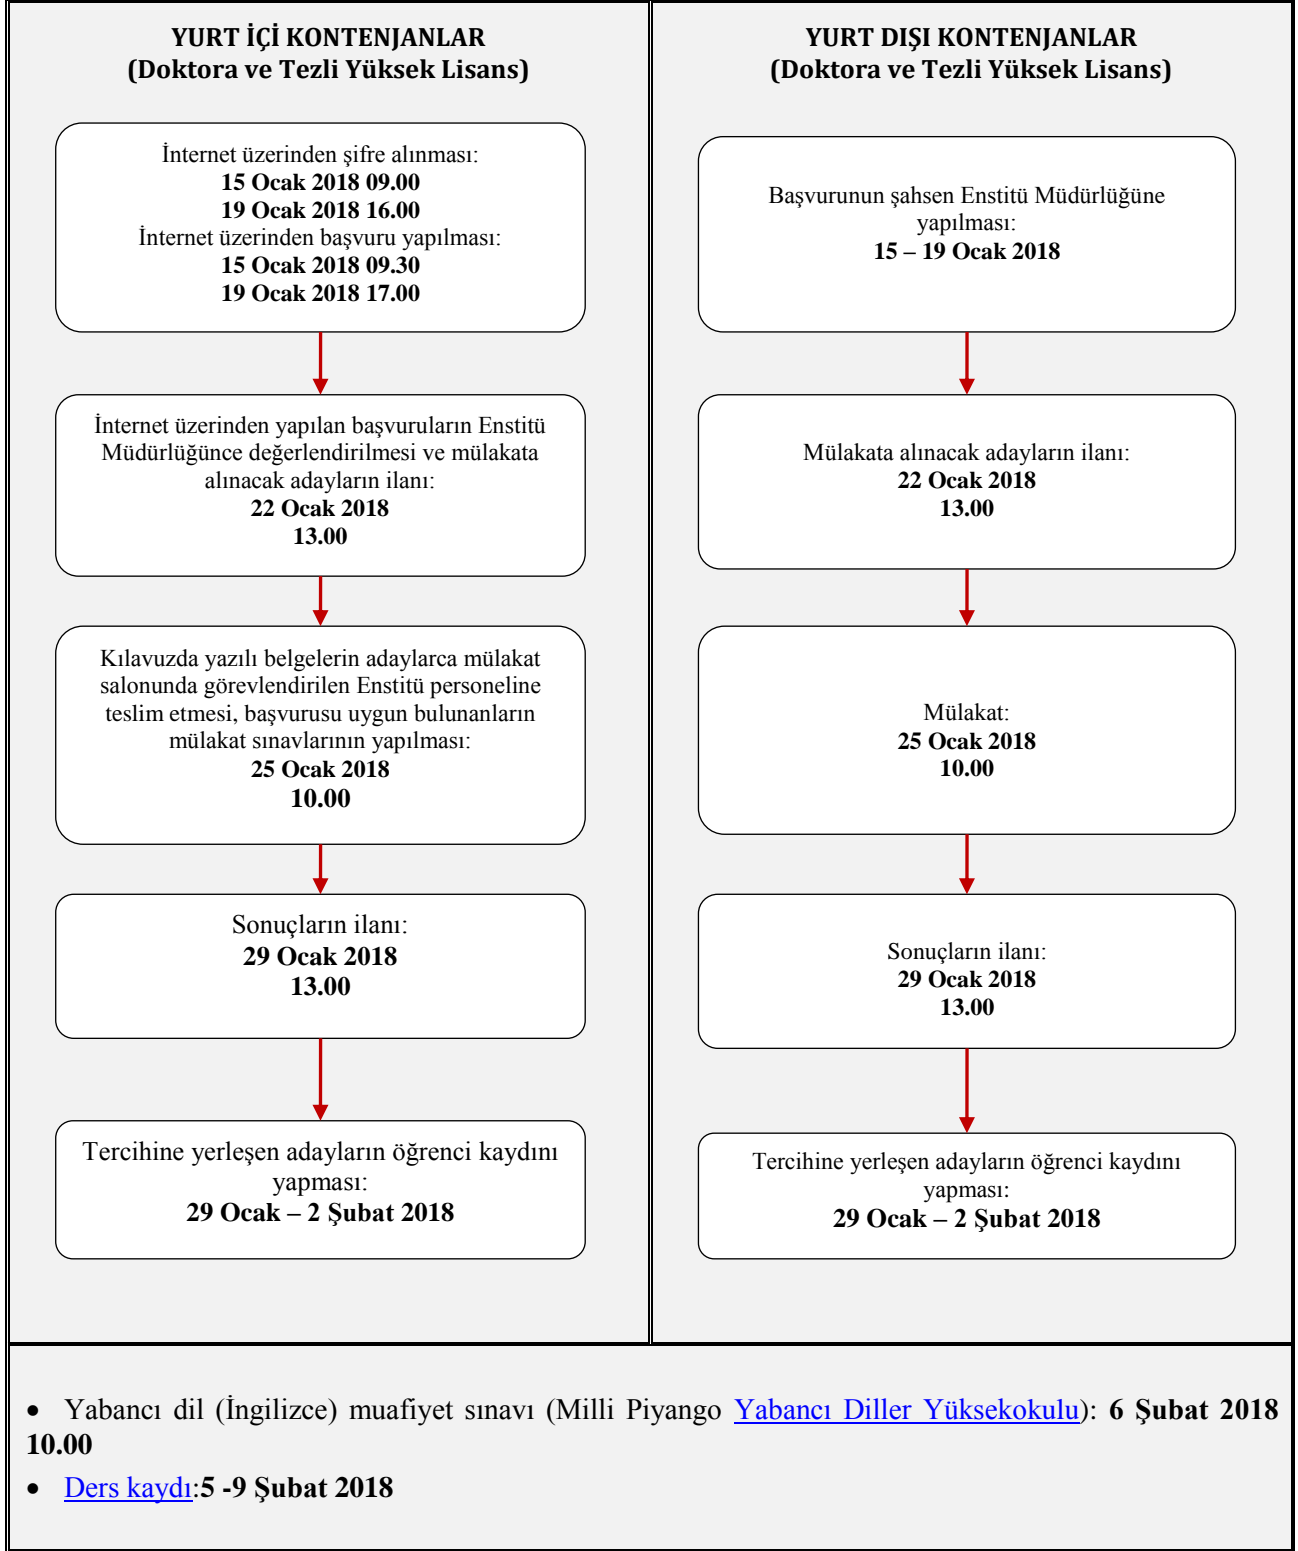 YURT İÇİ KONTENJANLAR
(Doktora ve Tezli Yüksek Lisans)
İnternet üzerinden şifre alınması:
15 Ocak 2018 09.00
19 Ocak 2018 16.00
İnternet üzerinden başvuru yapılması:
15 Ocak 2018 09.30
19 Ocak 2018 17.00
İnternet üzerinden yapılan başvuruların Enstitü
Müdürlüğünce değerlendirilmesi ve mülakata
alınacak adayların ilanı:
22 Ocak 2018
13.00
Kılavuzda yazılı belgelerin adaylarca mülakat
salonunda görevlendirilen Enstitü personeline
teslim etmesi, başvurusu uygun bulunanların
mülakat sınavlarının yapılması:
25 Ocak 2018
10.00
Sonuçların ilanı:
29 Ocak 2018
13.00
Tercihine yerleşen adayların öğrenci kaydını
yapması:
29 Ocak – 2 Şubat 2018
YURT DIŞI KONTENJANLAR
(Doktora ve Tezli Yüksek Lisans)
Başvurunun şahsen Enstitü Müdürlüğüne
yapılması:
15 – 19 Ocak 2018
Mülakata alınacak adayların ilanı:
22 Ocak 2018
13.00
Mülakat:
25 Ocak 2018
10.00
Sonuçların ilanı:
29 Ocak 2018
13.00
Tercihine yerleşen adayların öğrenci kaydını
yapması:
29 Ocak – 2 Şubat 2018
• Yabancı dil (İngilizce) muafiyet sınavı (Milli Piyango Yabancı Diller Yüksekokulu): 6 Şubat 2018
10.00
• Ders kaydı:5 -9 Şubat 2018